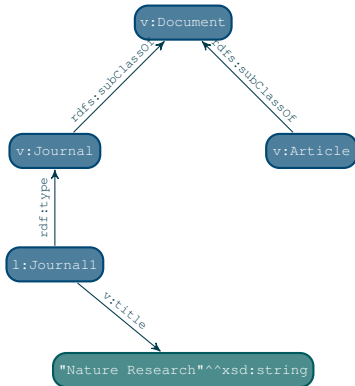 v:Document
rdfs:subClassOf
rdfs:subClassOf
v:Journal
v:Article
rdf:type
l:Journal1
v:title
"Nature Research"^^xsd:string